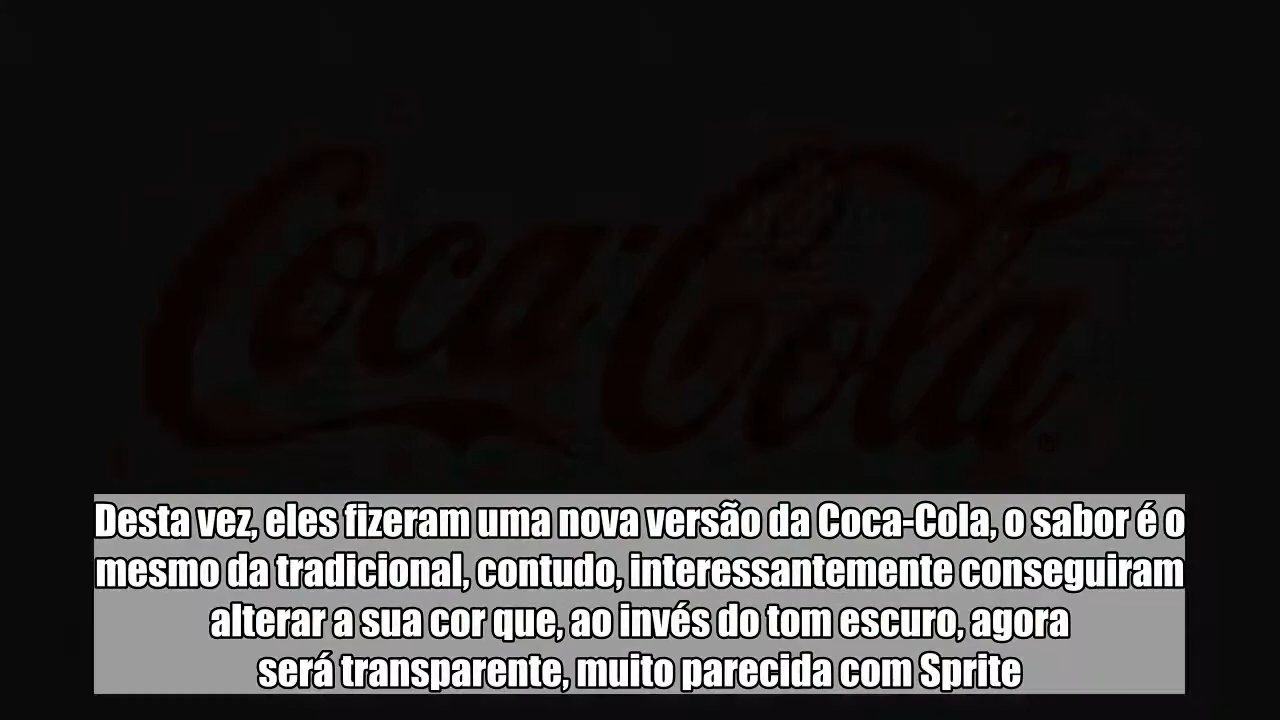 Coca-Cola
Desta vez, eles fizeram uma nova versão da Coca-Cola, o sabor é o
mesmo da tradicional, contudo, interessantemente conseguiram
alterar a sua cor que, ao invés do tom escuro, agora
será transparente, muito parecida com Sprite